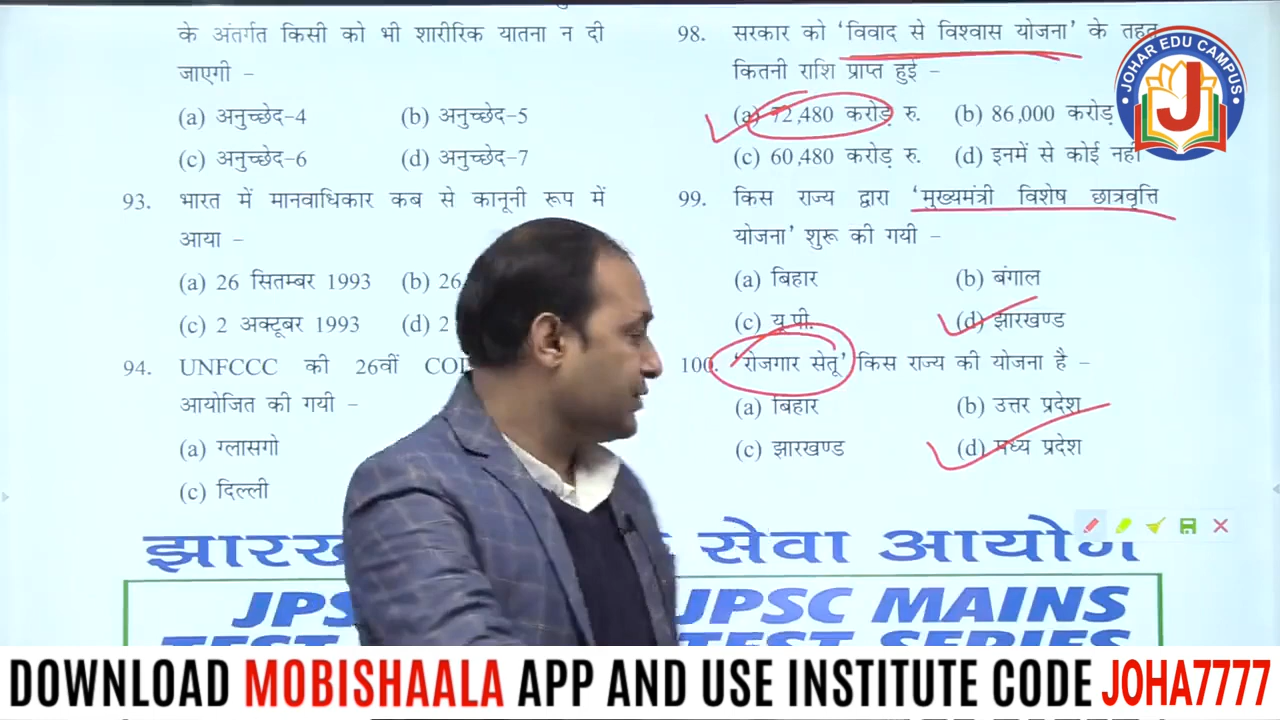 के अंतर्गत किसी को भी शारीरिक यातना न दी
जाएगी –
(a) अनुच्छेद-4 (b) अनुच्छेद-5
(c) अनुच्छेद-6 (d) अनुच्छेद-7
93. भारत में मानवाधिकार कब से कानूनी रूप में
आया –
(a) 26 सितम्बर 1993 (b) 26
(c) 2 अक्टूबर 1993 (d) 2
94. UNFCCC की 26वीं
आयोजित की गयी –
(a) ग्लासगो
(c) दिल्ली
98. सरकार को ‘विवाद से विश्वास योजना’ के तहत
कितनी राशि प्राप्त हुई –
(a) 72,480 करोड़ रु. (b) 86,000 करोड़
(c) 60,480 करोड़ रु. (d) इनमें से कोई नहीं
99. किस राज्य द्वारा ‘मुख्यमंत्री विशेष छात्रवृत्ति
योजना’ शुरू की गयी –
(a) बिहार (b) बंगाल
(c) यू.पी. (d) झारखण्ड
100. ‘रोजगार सेतू’ किस राज्य की योजना है –
(a) बिहार (b) उत्तर प्रदेश
(c) झारखण्ड (d) मध्य प्रदेश
JOHAR EDU CAMPUS
J
सेवा आयोग
JPSC MAINS
TEST SERIES
DOWNLOAD MOBISHAALA APP AND USE INSTITUTE CODE JOHA7777